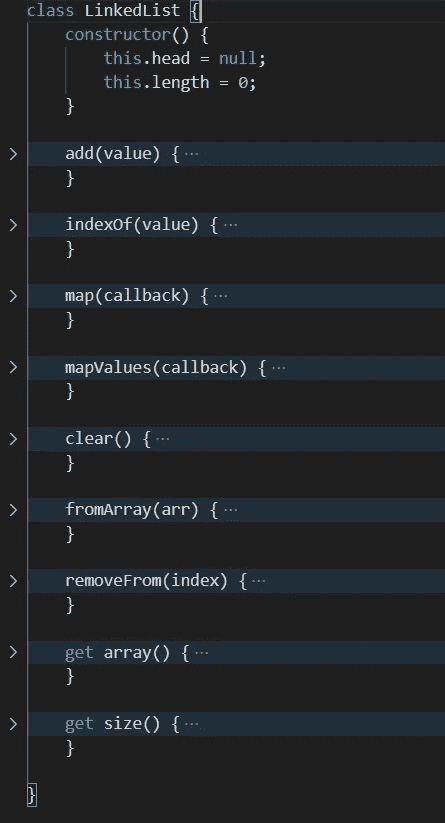 class LinkedList {
constructor() {
this.head = null;
this.length = 0;
}
add(value) {···
}
indexOf(value) {···
}
map(callback) {···
}
mapValues(callback) {···
}
clear() {···
}
fromArray(arr) {···
}
removeFrom(index) {···
}
get array() {···
}
get size() {···
}
}